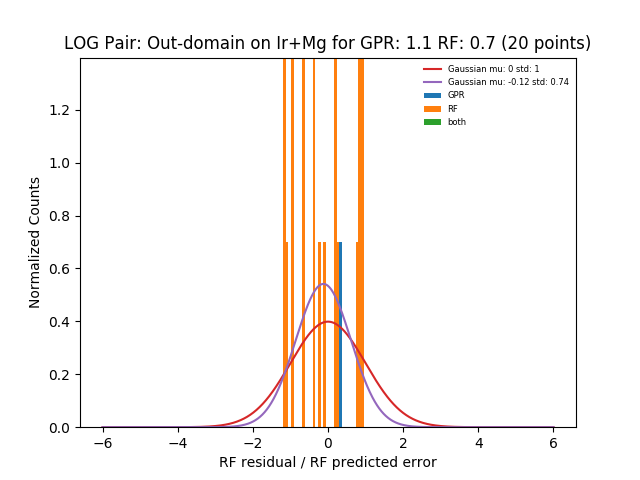 LOG Pair: Out-domain on Ir+Mg for GPR: 1.1 RF: 0.7 (20 points)
Gaussian mu: 0 std: 1
Gaussian mu: -0.12 std: 0.74
GPR
RF
both
Normalized Counts
1.2
1.0
0.8
0.6
0.4
0.2
0.0
−6 −4 −2 0 2 4 6
RF residual / RF predicted error